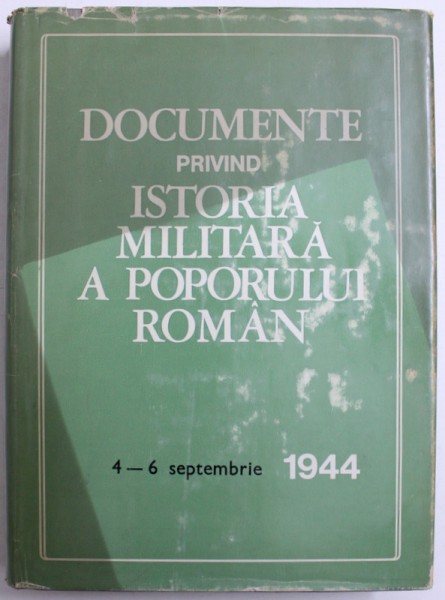 DOCUMENTE
PRIVIND
ISTORIA
MILITARĂ
A POPORULUI
ROMÂN
4 — 6 septembrie 1944